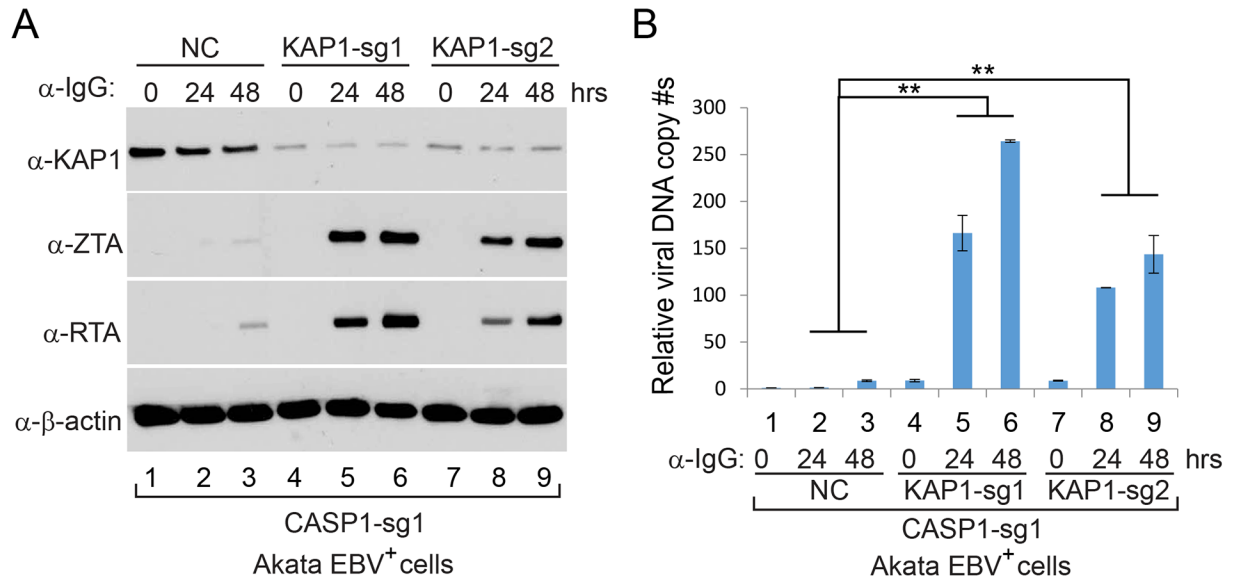 A
NC KAP1-sg1 KAP1-sg2
α-IgG: 0 24 48 0 24 48 0 24 48 hrs
α-KAP1
α-ZTA
α-RTA
α-β-actin
1 2 3 4 5 6 7 8 9
CASP1-sg1
Akata EBV+ cells
B
**
**
Relative viral DNA copy #s
300
250
200
150
100
50
0
1 2 3 4 5 6 7 8 9
α-IgG: 0 24 48 0 24 48 0 24 48 hrs
NC KAP1-sg1 KAP1-sg2
CASP1-sg1
Akata EBV+ cells